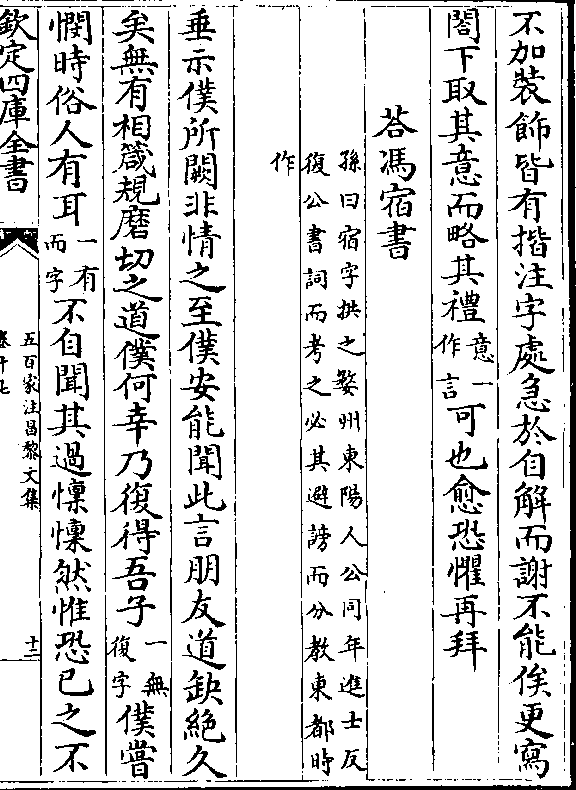 不加裝飾皆有揩注字處急於自解而謝不能俟更寫
閤下取其意而略其禮意一作言可也愈恐懼再拜
荅馮宿書
孫曰宿字拱之婺州東陽人公同年進士反
復公書詞而考之必其避謗而分教東都時
作
垂示僕所闕非情之至僕安能聞此言朋友道缺絶久
矣無有相箴規磨切之道僕何幸乃復得吾子一無復字僕嘗
憫時俗人有耳一有而字不自聞其過懍懍然惟恐已之不
欽定四庫全書
五百家注昌黎文集
卷十七
十二